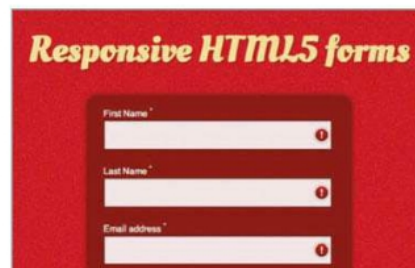 Responsive HTML5 forms
First Name *
Last Name *
Email address *